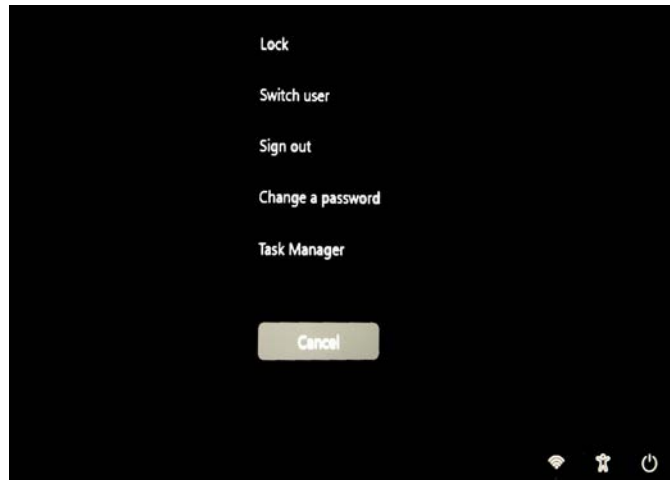 Lock
Switch user
Sign out
Change a password
Task Manager
Cancel